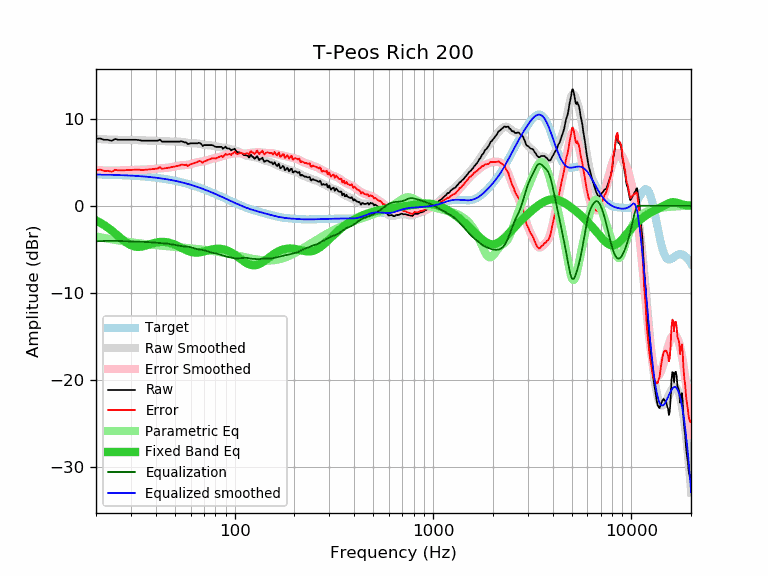 T-Peos Rich 200
Amplitude (dBr)
10
0
−10
−20
−30
Target
Raw Smoothed
Error Smoothed
Raw
Error
Parametric Eq
Fixed Band Eq
Equalization
Equalized smoothed
100
1000
10000
Frequency (Hz)